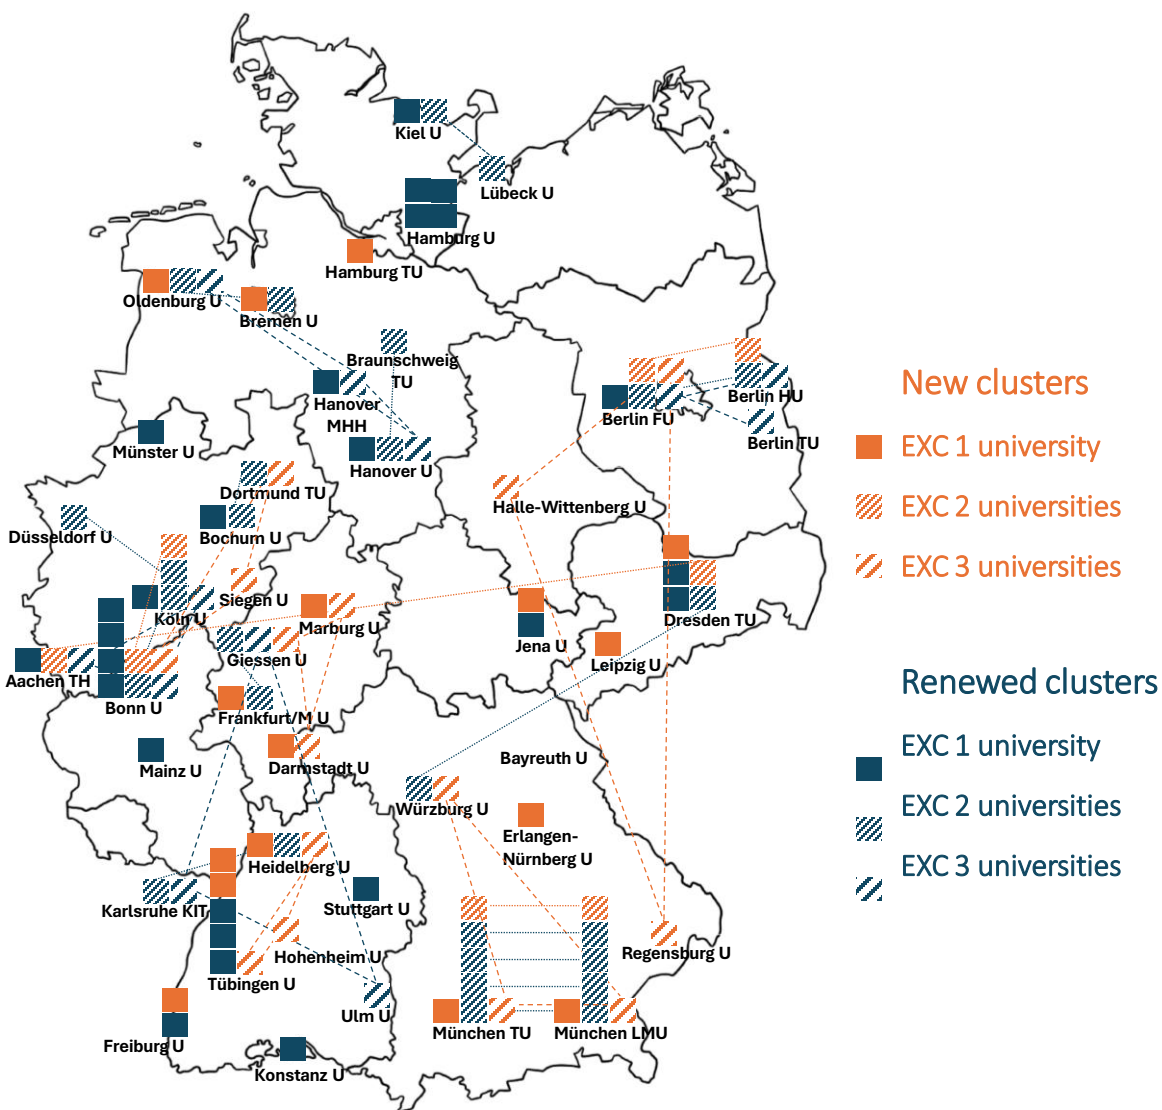 Kiel U
Lübeck U
Hamburg U
Hamburg TU
Oldenburg U
Bremen U
Braunschweig
TU
Hanover
MHH
Hanover U
Berlin HU
Berlin FU
Berlin TU
Münster U
Dortmund TU
Halle-Wittenberg U
Düsseldorf U
Bochum U
Siegen U
Köln U
Marburg U
Dresden TU
Jena U
Leipzig U
Giessen U
Aachen TH
Bonn U
Frankfurt/M U
Mainz U
Darmstadt U
Bayreuth U
Würzburg U
Erlangen-
Nürnberg U
Heidelberg U
Karlsruhe KIT
Stuttgart U
Hohenheim U
Regensburg U
Tübingen U
Ulm U
München TU
München LMU
Freiburg U
Konstanz U
New clusters
EXC 1 university
EXC 2 universities
EXC 3 universities
Renewed clusters
EXC 1 university
EXC 2 universities
EXC 3 universities